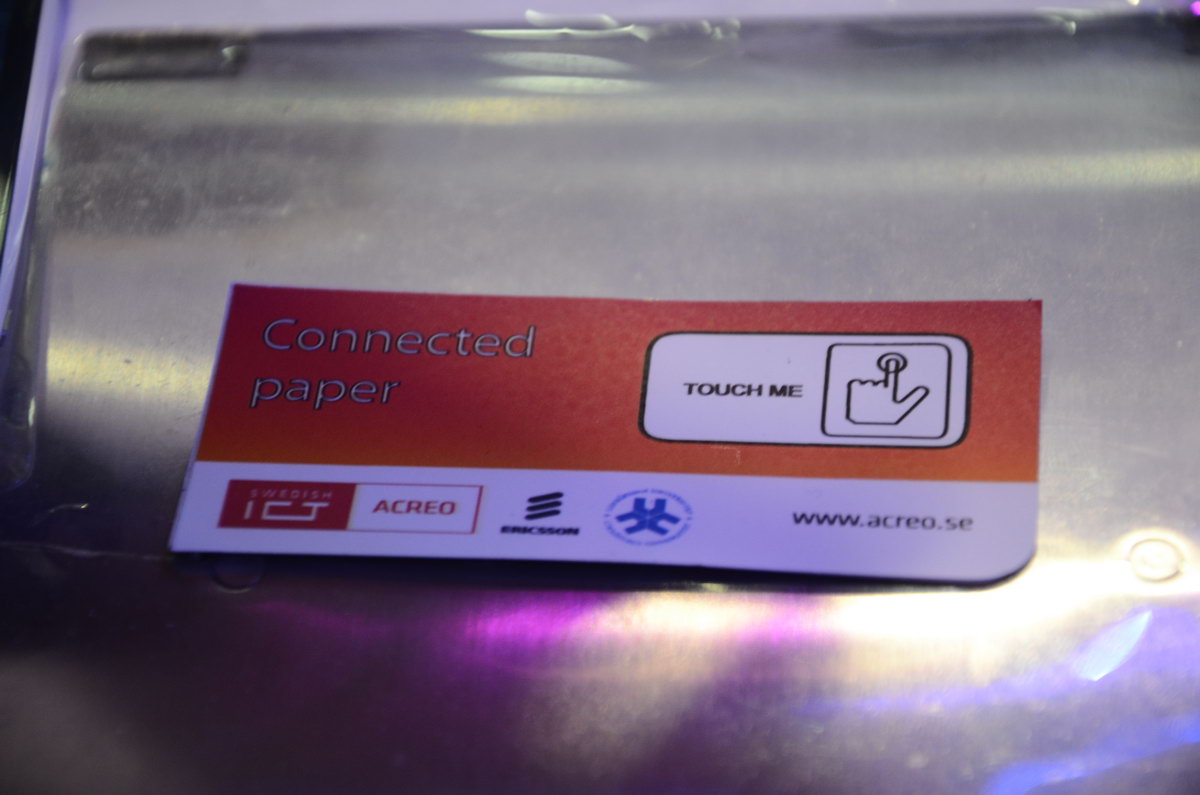 Connected
paper
TOUCH ME
SWEDISH
ICT
ACREO
ERICSSON
www.acreo.se